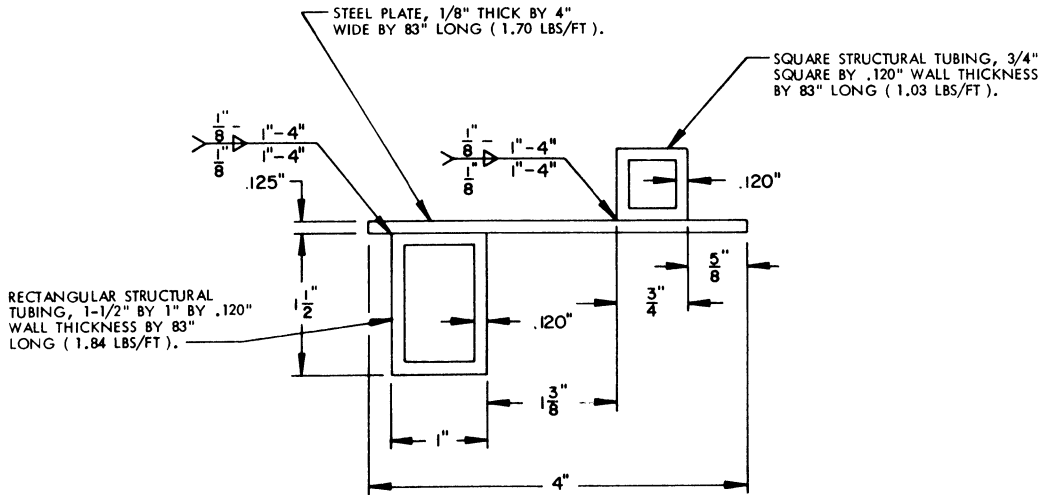 STEEL PLATE, 1/8" THICK BY 4"
WIDE BY 83" LONG ( 1.70 LBS/FT ).
SQUARE STRUCTURAL TUBING, 3/4"
SQUARE BY .120" WALL THICKNESS
BY 83" LONG ( 1.03 LBS/FT ).
1/8" 1"-4"
1/8" 1"-4"
1/8" 1"-4"
1/8" 1"-4"
.125"
.120"
5/8"
3/4"
1 1/2"
RECTANGULAR STRUCTURAL
TUBING, 1-1/2" BY 1" BY .120"
WALL THICKNESS BY 83"
LONG ( 1.84 LBS/FT ).
.120"
1 3/8"
1"
4"